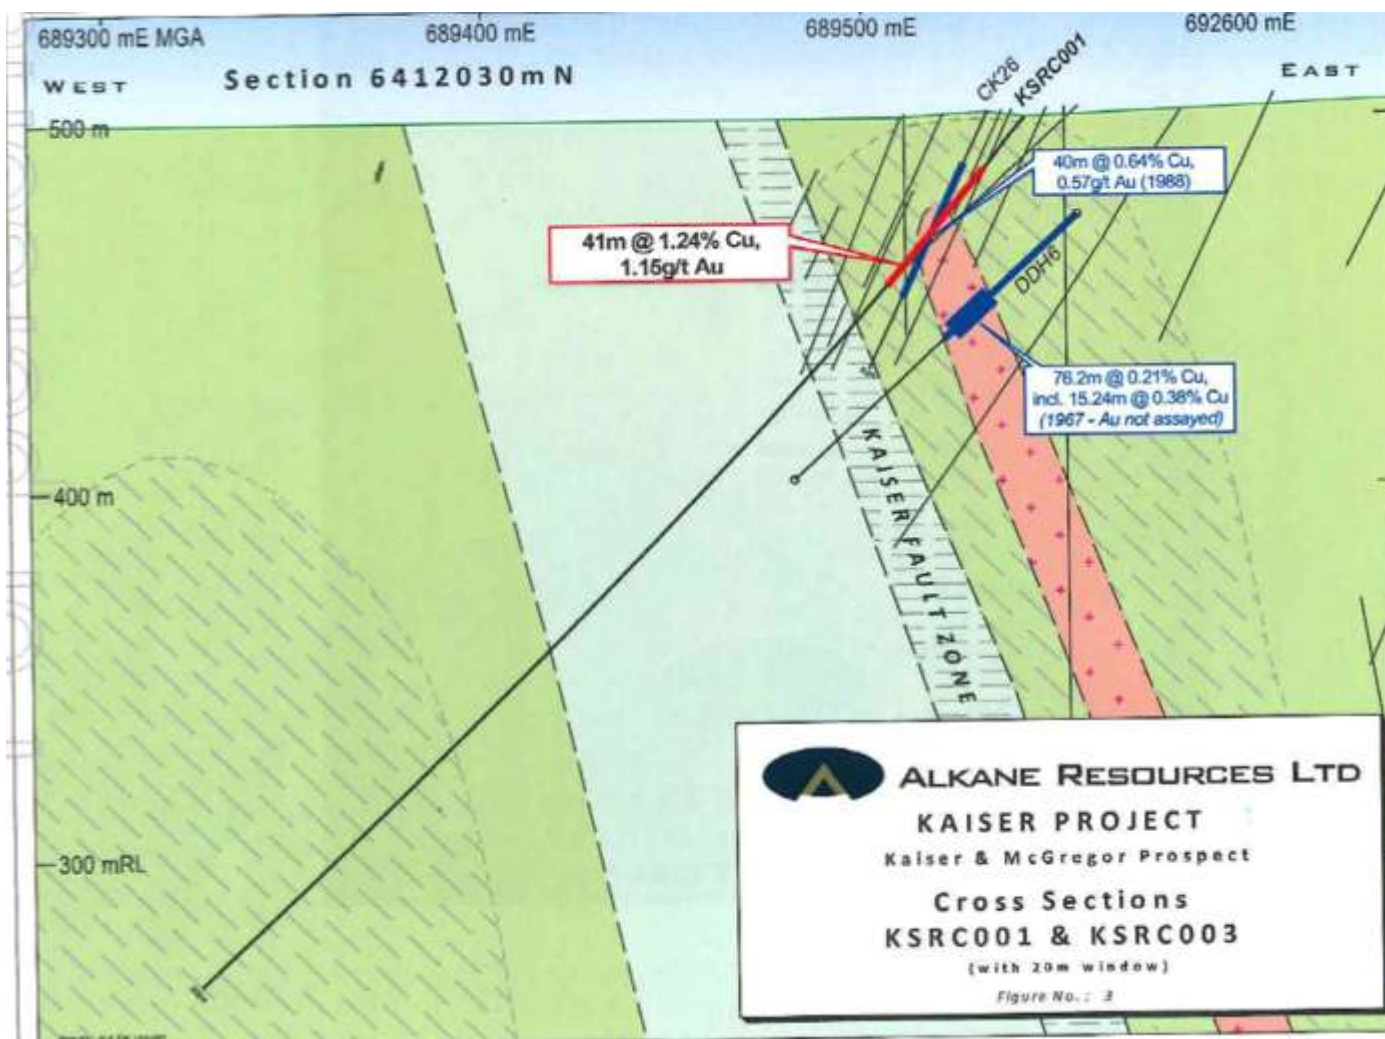 689300 mE MGA
689400 mE
689500 mE
692600 mE
WEST
Section 6412030mN
EAST
CK26
KSRC001
500 m
40m @ 0.64% Cu,
0.57g/t Au (1988)
41m @ 1.24% Cu,
1.15g/t Au
DDH6
76.2m @ 0.21% Cu,
incl. 15.24m @ 0.38% Cu
(1967 - Au not assayed)
KAISER FAULT ZONE
400 m
300 mRL
ALKANE RESOURCES LTD
KAISER PROJECT
Kaiser & McGregor Prospect
Cross Sections
KSRC001 & KSRC003
(with 20m window)
Figure No.: 3